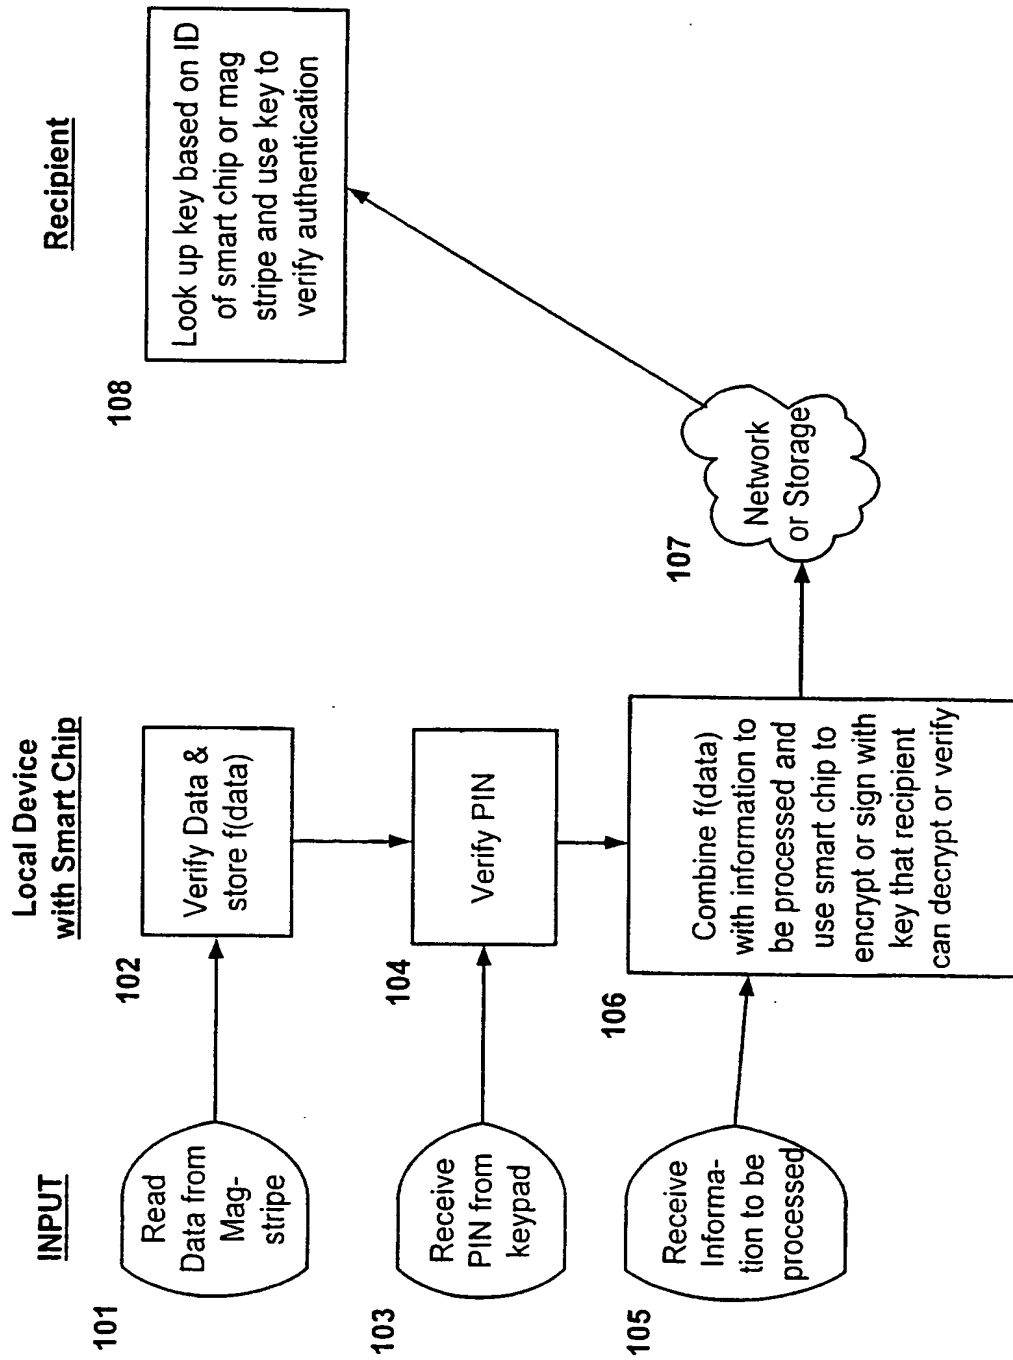 INPUT
Local Device
with Smart Chip
Recipient
101
Read
Data from
Mag-
stripe
102
Verify Data &
store f(data)
103
Receive
PIN from
keypad
104
Verify PIN
105
Receive
Informa-
tion to be
processed
106
Combine f(data)
with information to
be processed and
use smart chip to
encrypt or sign with
key that recipient
can decrypt or verify
107
Network
or Storage
108
Look up key based on ID
of smart chip or mag
stripe and use key to
verify authentication